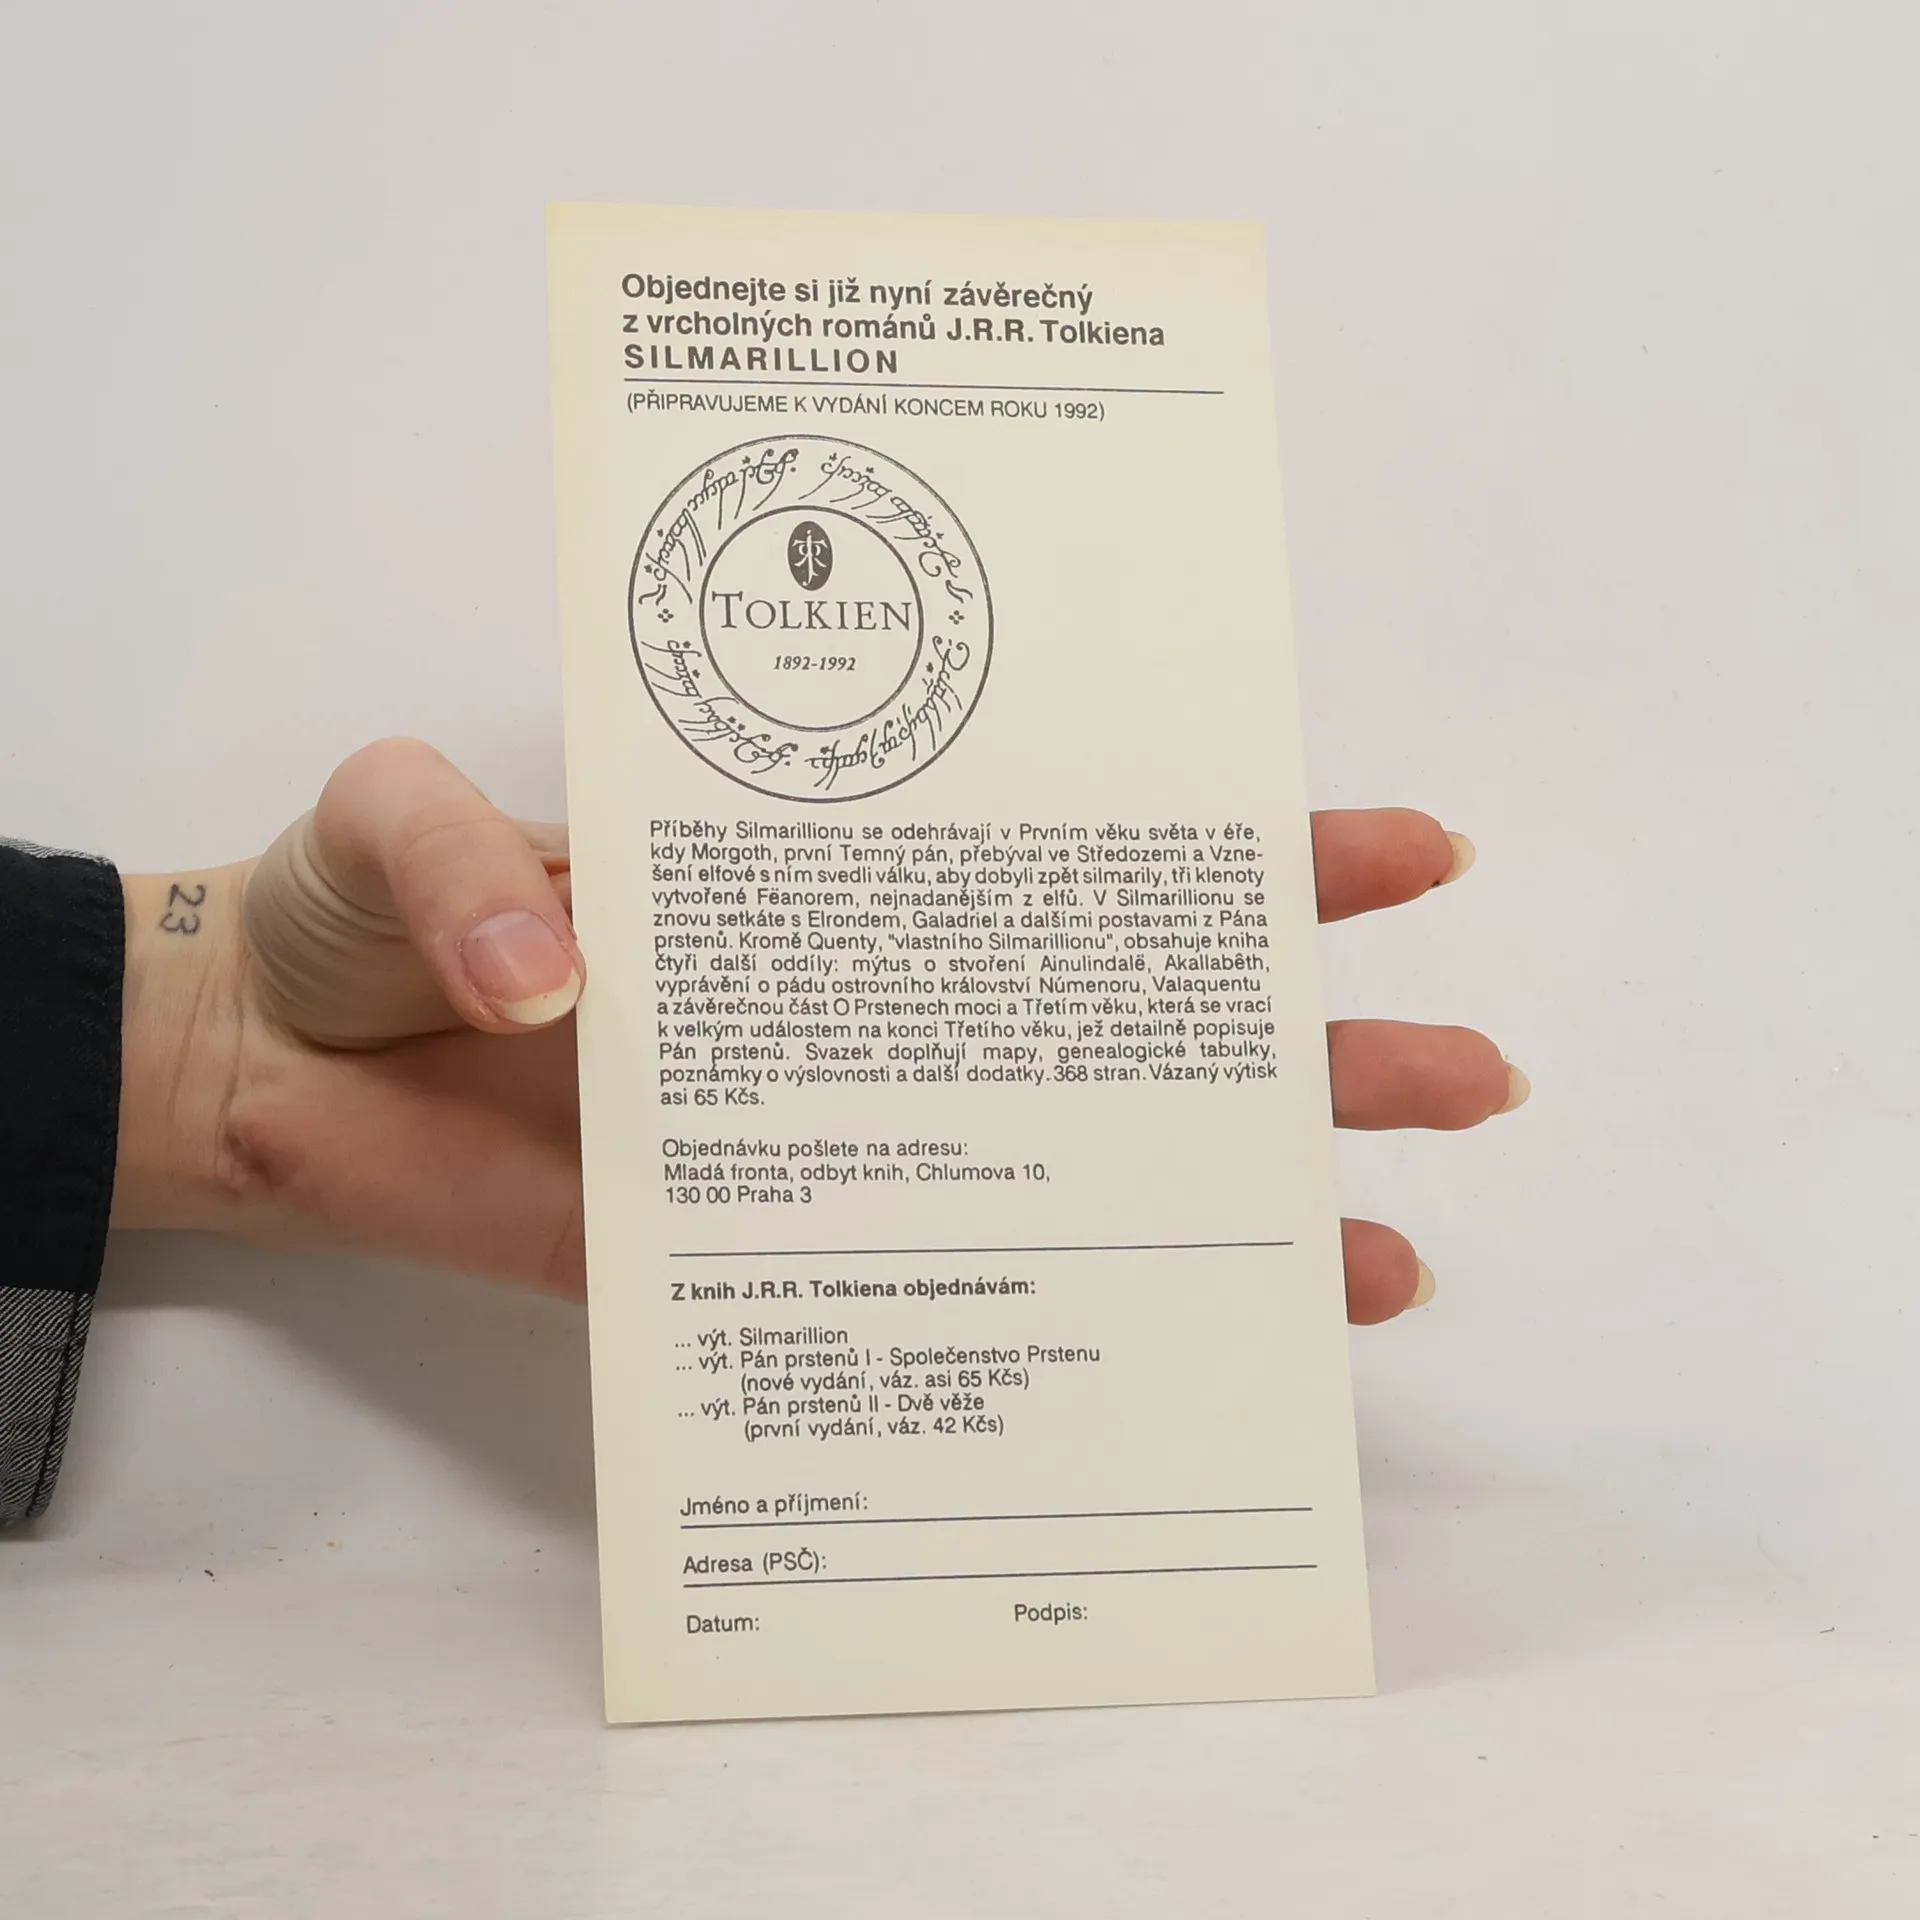 Objednejte si již nyní závěrečný
z vrcholných románů J.R.R. Tolkiena
SILMARILLION
(PŘIPRAVUJEME K VYDÁNÍ KONCEM ROKU 1992)
TOLKIEN
1892-1992
23
Příběhy Silmarillionu se odehrávají v Prvním věku světa v éře,
kdy Morgoth, první Temný pán, přebýval ve Středozemi a Vzne-
šení elfové s ním svedli válku, aby dobyli zpět silmarily, tři klenoty
vytvořené Fëanorem, nejnadanějším z elfů. V Silmarillionu se
znovu setkáte s Elrondem, Galadriel a dalšími postavami z Pána
prstenů. Kromě Quenty, "vlastního Silmarillionu", obsahuje kniha
čtyři další oddíly: mýtus o stvoření Ainulindalë, Akallabêth,
vyprávění o pádu ostrovního království Númenoru, Valaquentu
a závěrečnou část O Prstenech moci a Třetím věku, která se vrací
k velkým událostem na konci Třetího věku, jež detailně popisuje
Pán prstenů. Svazek doplňují mapy, genealogické tabulky,
poznámky o výslovnosti a další dodatky. 368 stran. Vázaný výtisk
asi 65 Kčs.
Objednávku pošlete na adresu:
Mladá fronta, odbyt knih, Chlumova 10,
130 00 Praha 3
Z knih J.R.R. Tolkiena objednávám:
... výt. Silmarillion
... výt. Pán prstenů I - Společenstvo Prstenu
(nové vydání, váz. asi 65 Kčs)
... výt. Pán prstenů II - Dvě věže
(první vydání, váz. 42 Kčs)
Jméno a příjmení:
Adresa (PSČ):
Datum: Podpis: